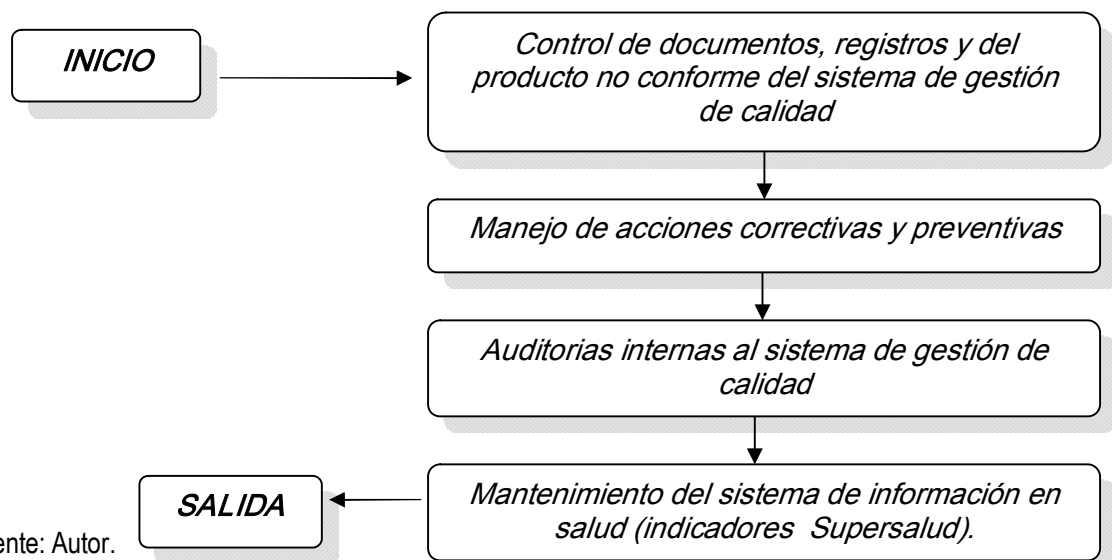 INICIO
Control de documentos, registros y del
producto no conforme del sistema de gestión
de calidad
Manejo de acciones correctivas y preventivas
Auditorias internas al sistema de gestión de
calidad
Mantenimiento del sistema de información en
salud (indicadores Supersalud).
SALIDA
ente: Autor.